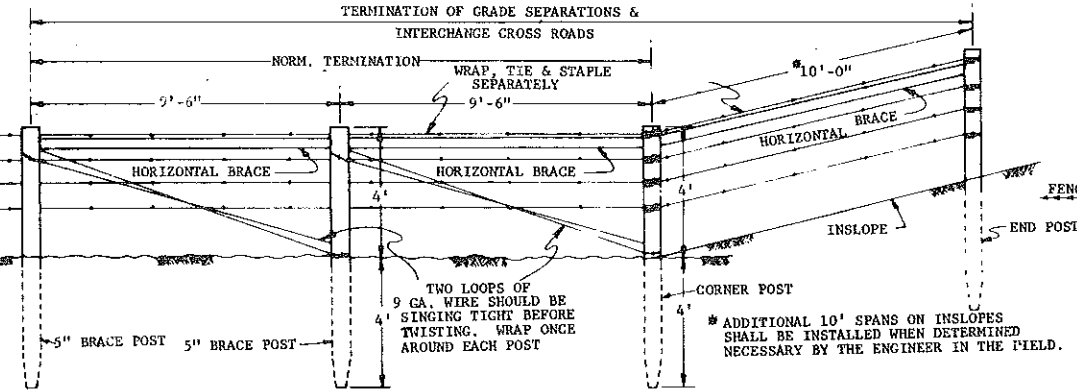 TERMINATION OF GRADE SEPARATIONS &
INTERCHANGE CROSS ROADS
NORM. TERMINATION
WRAP, TIE & STAPLE
SEPARATELY
*10'-0"
9'-6"
9'-6"
HORIZONTAL BRACE
HORIZONTAL BRACE
HORIZONTAL BRACE
4'
4'
INSLOPE
END POST
TWO LOOPS OF
9 GA. WIRE SHOULD BE
SINGING TIGHT BEFORE
TWISTING. WRAP ONCE
AROUND EACH POST
4'
4'
CORNER POST
5" BRACE POST
5" BRACE POST
* ADDITIONAL 10' SPANS ON INSLOPES
SHALL BE INSTALLED WHEN DETERMINED
NECESSARY BY THE ENGINEER IN THE FIELD.